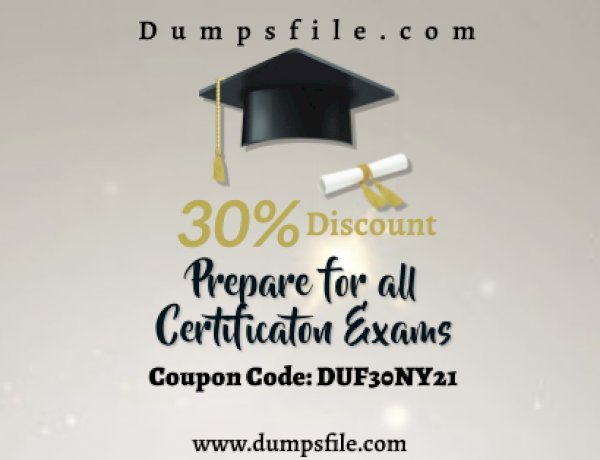 Dumpsfile.com
30% Discount
Prepare for all
Certificaton Exams
Coupon Code: DUF30NY21
www.dumpsfile.com